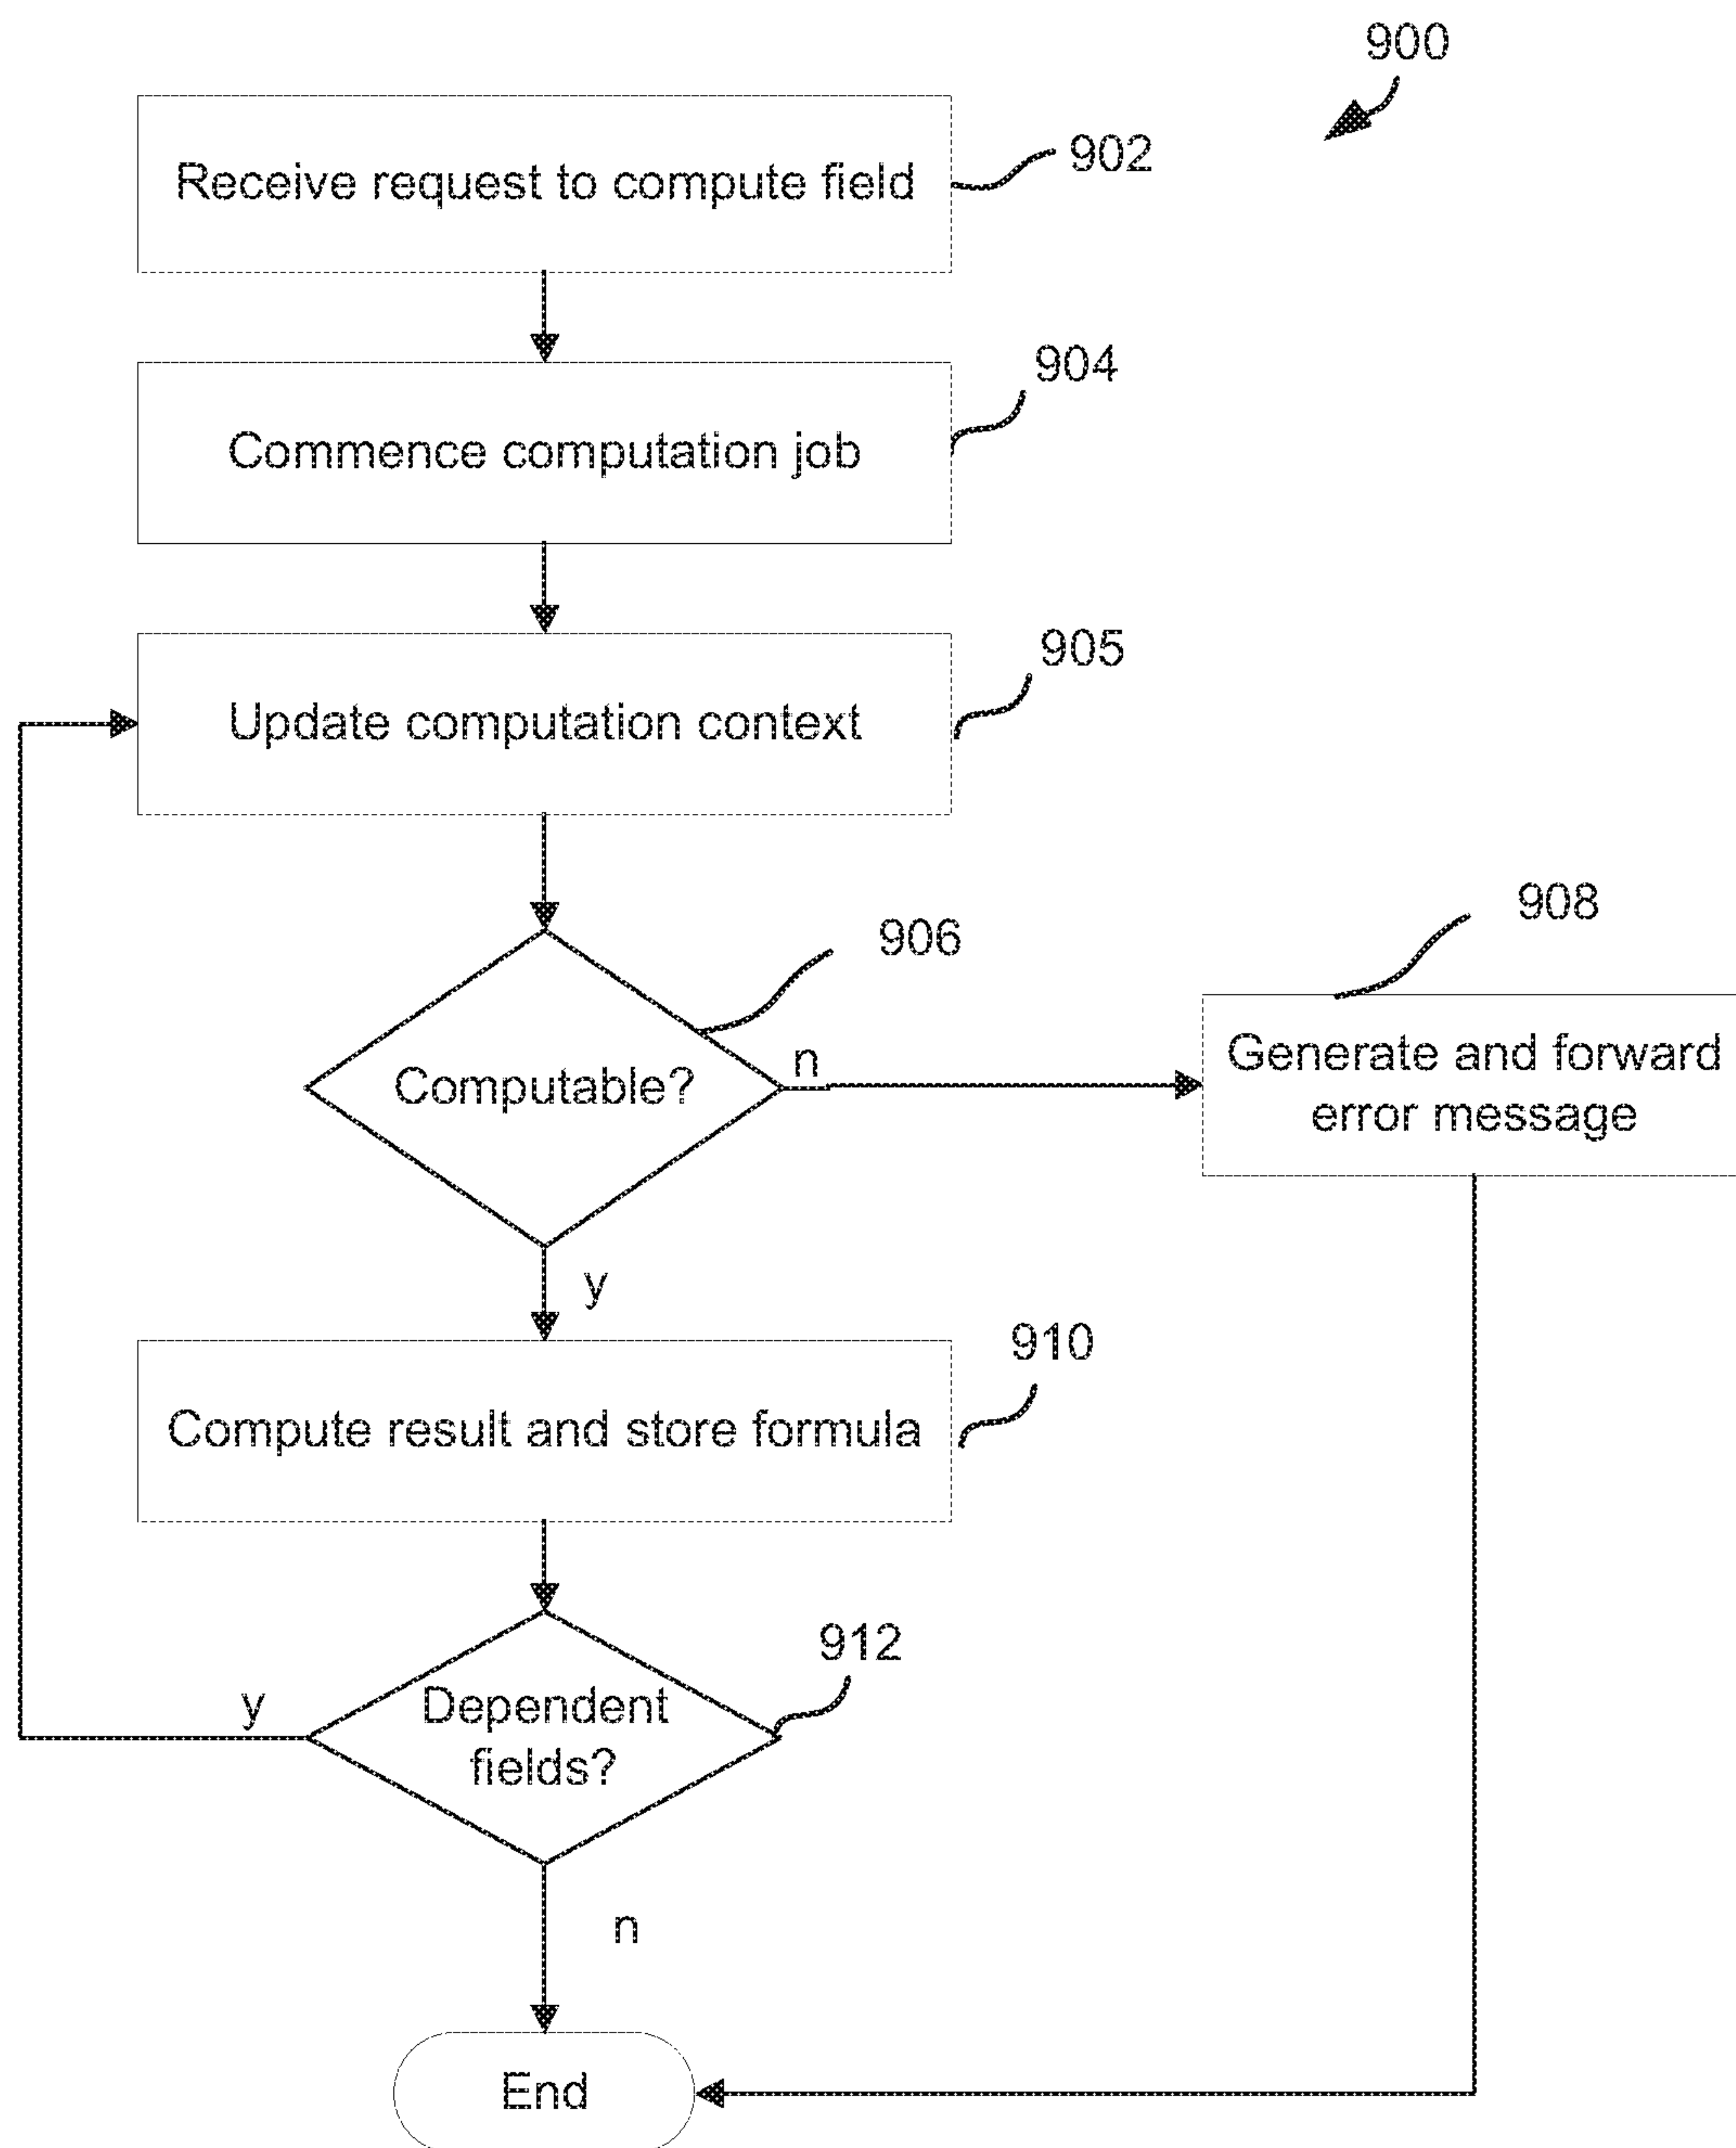 900
Receive request to compute field
902
904
Commence computation job
905
Update computation context
908
906
Generate and forward
error message
Computable?
n
y
910
Compute result and store formula
912
Dependent
fields?
y
n
End